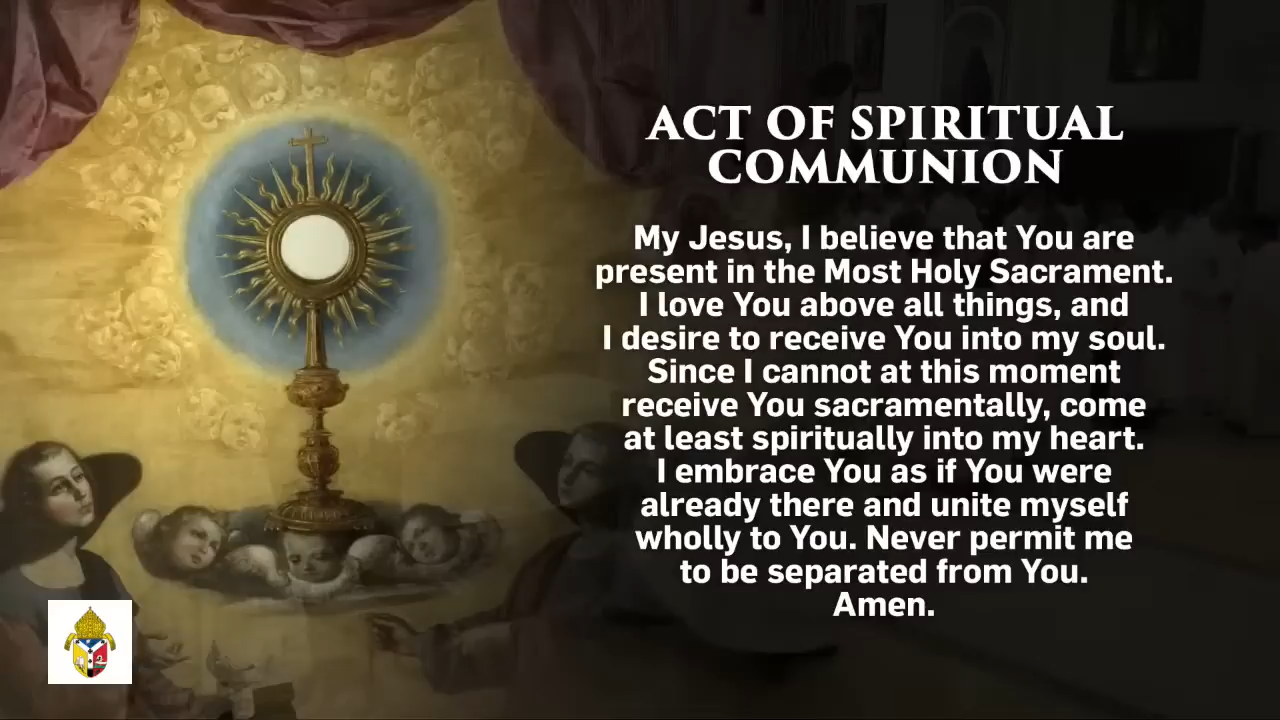 ACT OF SPIRITUAL
COMMUNION
My Jesus, I believe that You are
present in the Most Holy Sacrament.
I love You above all things, and
I desire to receive You into my soul.
Since I cannot at this moment
receive You sacramentally, come
at least spiritually into my heart.
I embrace You as if You were
already there and unite myself
wholly to You. Never permit me
to be separated from You.
Amen.